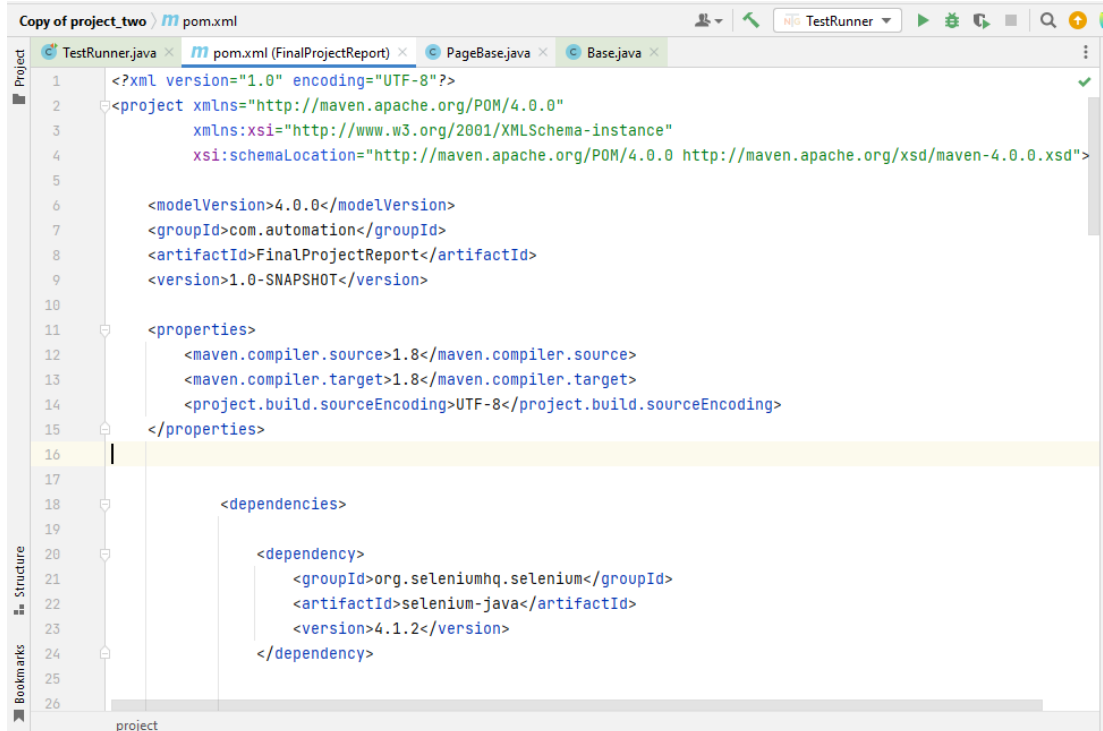 Copy of project_two 〉 m pom.xml
TestRunner
TestRunner.java
m pom.xml (FinalProjectReport)
C PageBase.java
C Base.java
Project
Structure
Bookmarks
1 <?xml version="1.0" encoding="UTF-8"?>
2 <project xmlns="http://maven.apache.org/POM/4.0.0"
3 xmlns:xsi="http://www.w3.org/2001/XMLSchema-instance"
4 xsi:schemaLocation="http://maven.apache.org/POM/4.0.0 http://maven.apache.org/xsd/maven-4.0.0.xsd">
5
6 <modelVersion>4.0.0</modelVersion>
7 <groupId>com.automation</groupId>
8 <artifactId>FinalProjectReport</artifactId>
9 <version>1.0-SNAPSHOT</version>
10
11 <properties>
12 <maven.compiler.source>1.8</maven.compiler.source>
13 <maven.compiler.target>1.8</maven.compiler.target>
14 <project.build.sourceEncoding>UTF-8</project.build.sourceEncoding>
15 </properties>
16
17
18 <dependencies>
19
20 <dependency>
21 <groupId>org.seleniumhq.selenium</groupId>
22 <artifactId>selenium-java</artifactId>
23 <version>4.1.2</version>
24 </dependency>
25
26
project